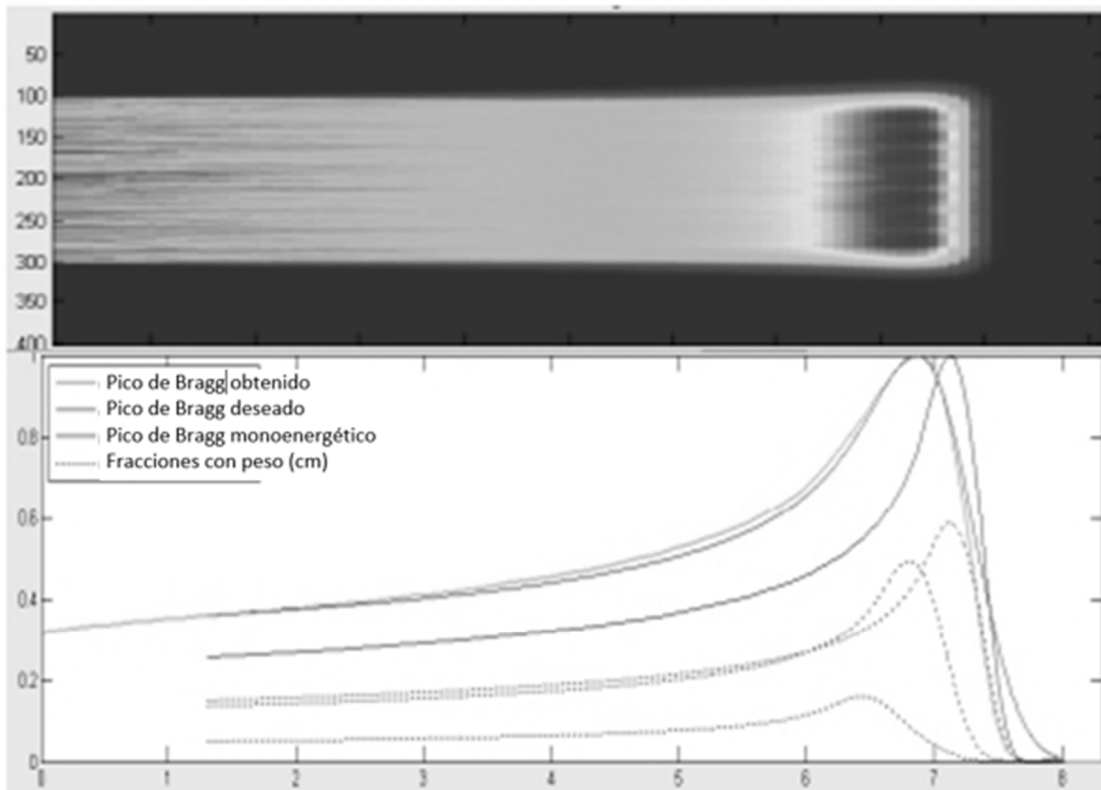 50
100
150
200
250
300
350
400
1
0.8
0.6
0.4
0.2
0
Pico de Bragg obtenido
Pico de Bragg deseado
Pico de Bragg monoenergético
Fracciones con peso (cm)
0 1 2 3 4 5 6 7 8